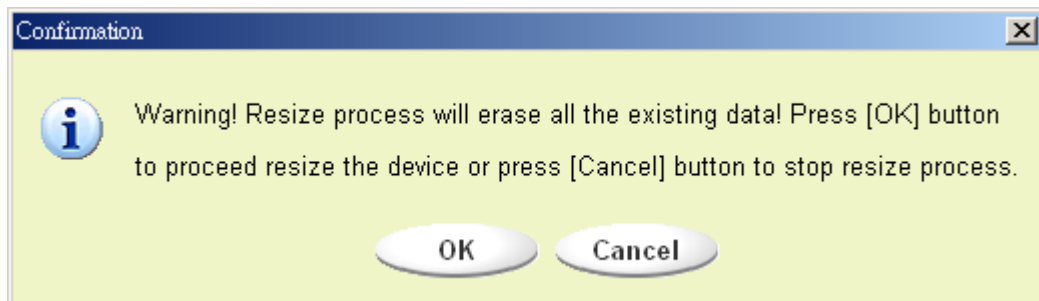 Confirmation
Warning! Resize process will erase all the existing data! Press [OK] button
to proceed resize the device or press [Cancel] button to stop resize process.
OK Cancel